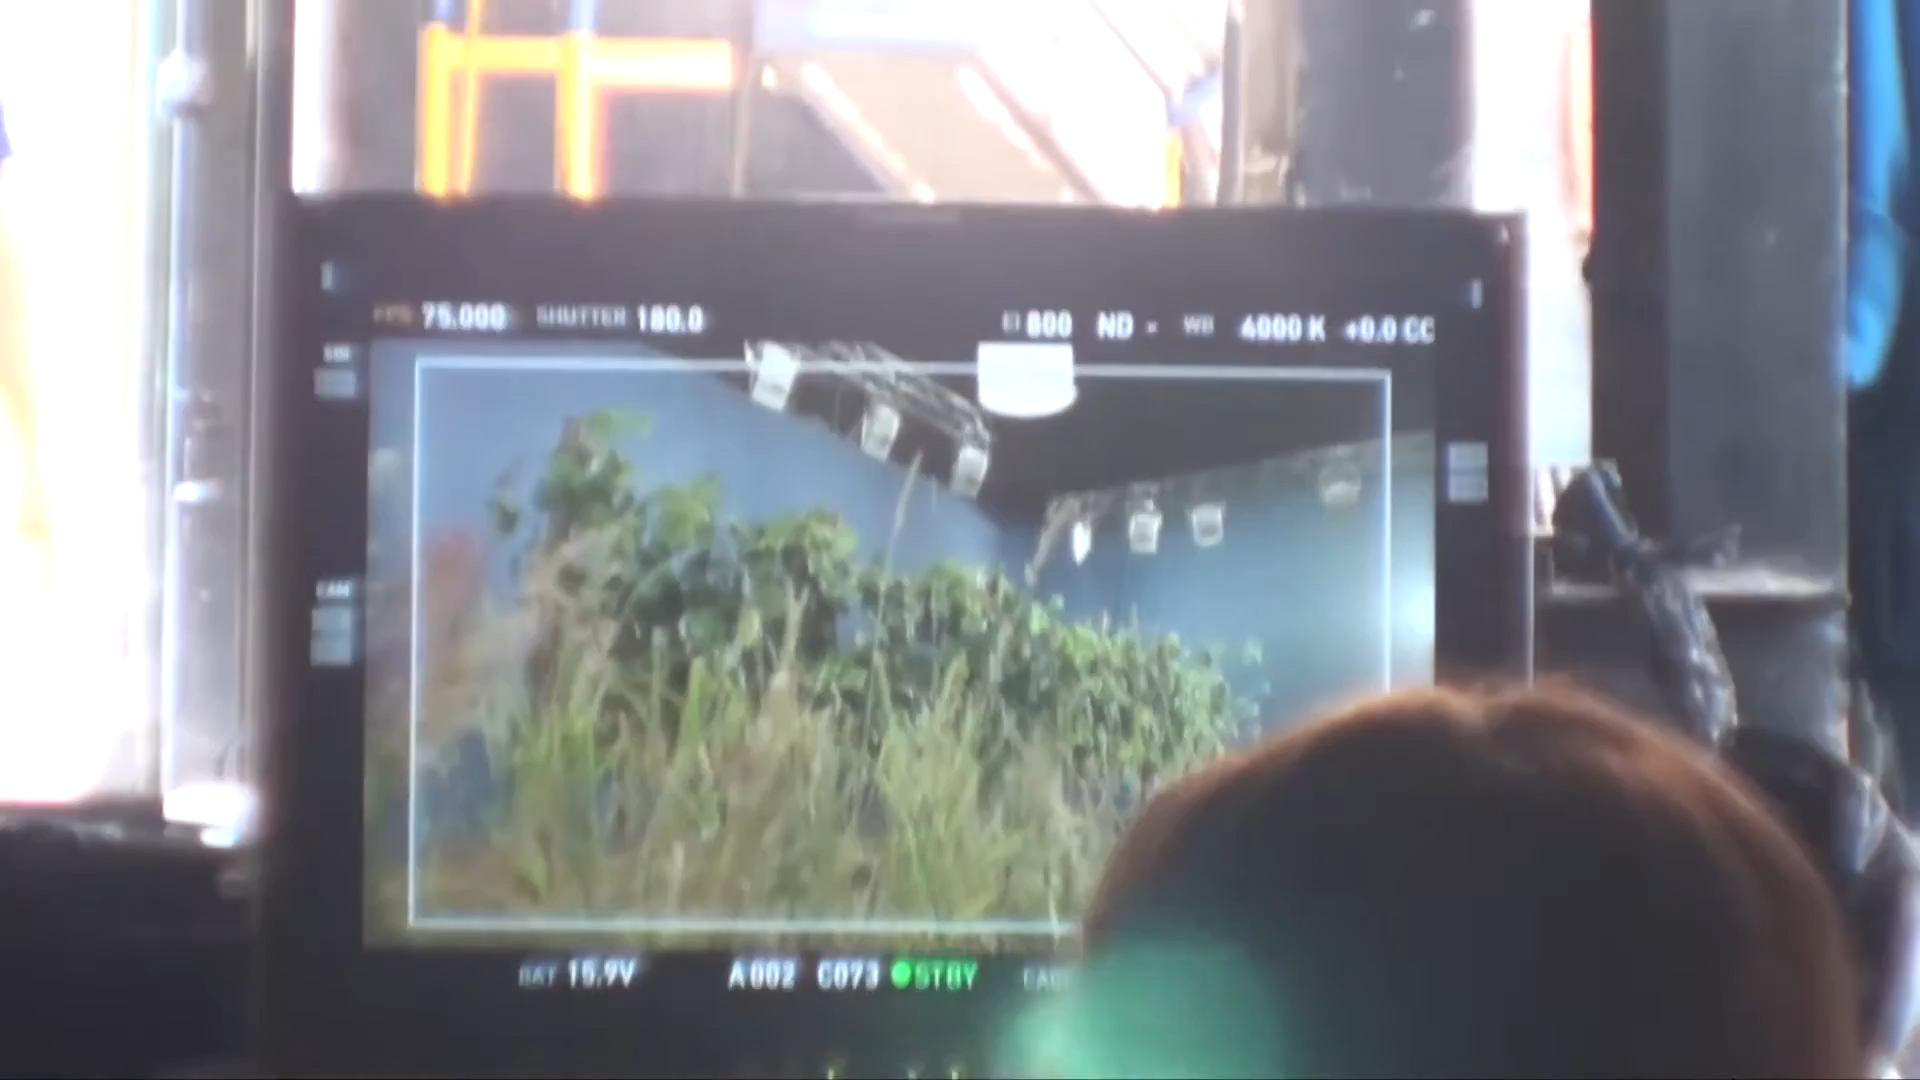 FPS 75.000 SHUTTER 180.0 EI 800 ND - WB 4000 K +0.0 CC
CAM
BAT 15.9V A002 C073 STBY